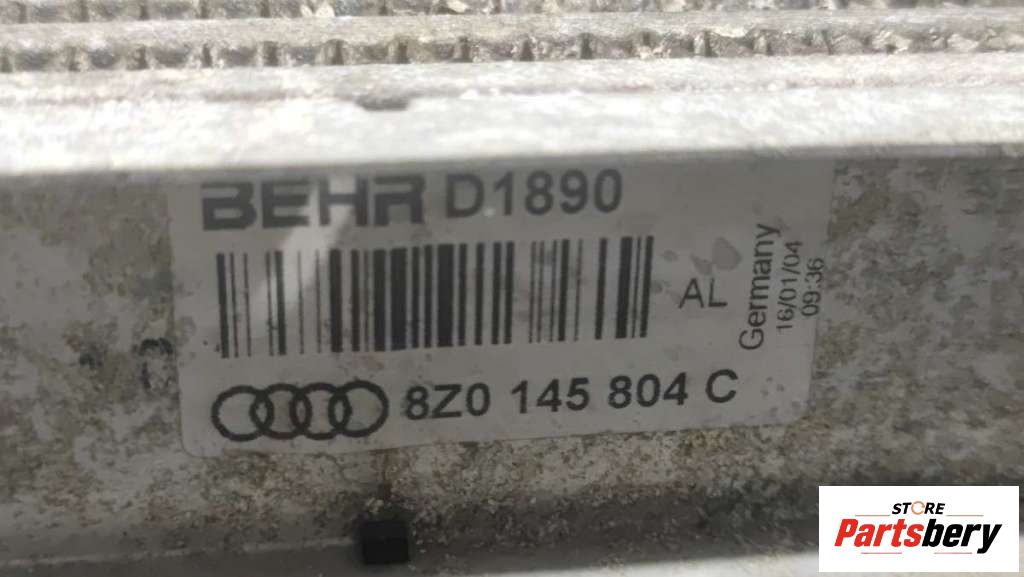 BEHR D1890
AL
Germany
16/01/04
09:36
8Z0 145 804 C
STORE
Partsbery